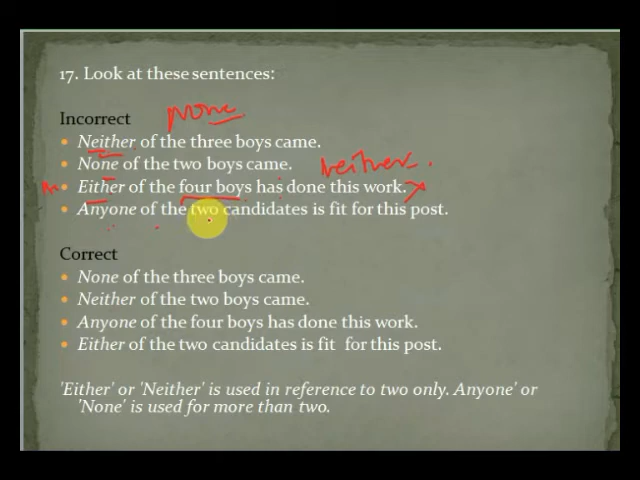 17. Look at these sentences:
Incorrect
none
• Neither of the three boys came.
• None of the two boys came.
neither.
• Either of the four boys has done this work.
• Anyone of the two candidates is fit for this post.
Correct
• None of the three boys came.
• Neither of the two boys came.
• Anyone of the four boys has done this work.
• Either of the two candidates is fit for this post.
'Either' or 'Neither' is used in reference to two only. Anyone' or
'None' is used for more than two.